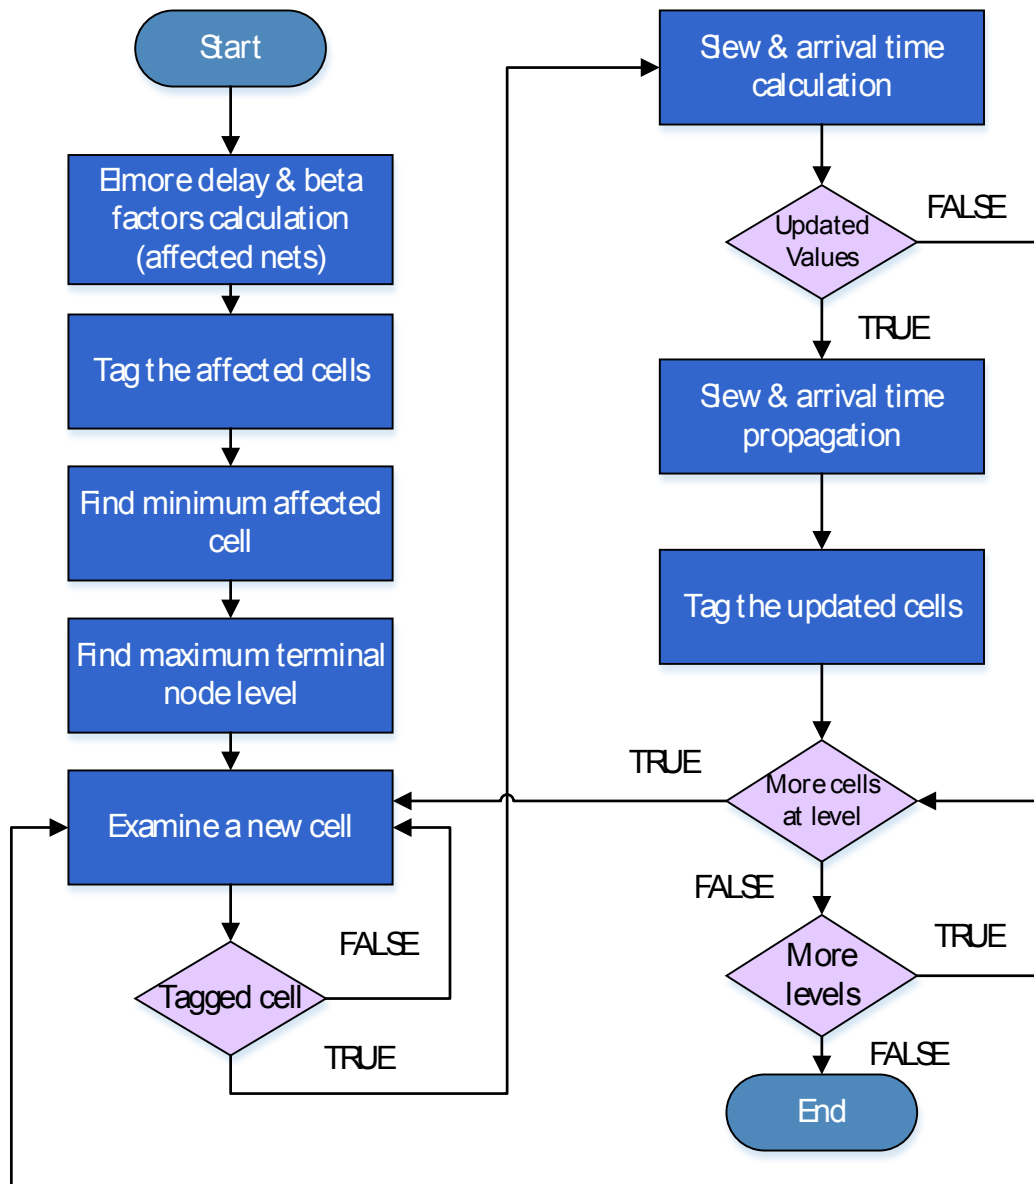 Start
Elmore delay & beta
factors calculation
(affected nets)
Tag the affected cells
Find minimum affected
cell
Find maximum terminal
node level
Examine a new cell
FALSE
Tagged cell
TRUE
Slew & arrival time
calculation
FALSE
Updated
Values
TRUE
Slew & arrival time
propagation
Tag the updated cells
TRUE
More cells
at level
FALSE
TRUE
More
levels
FALSE
End